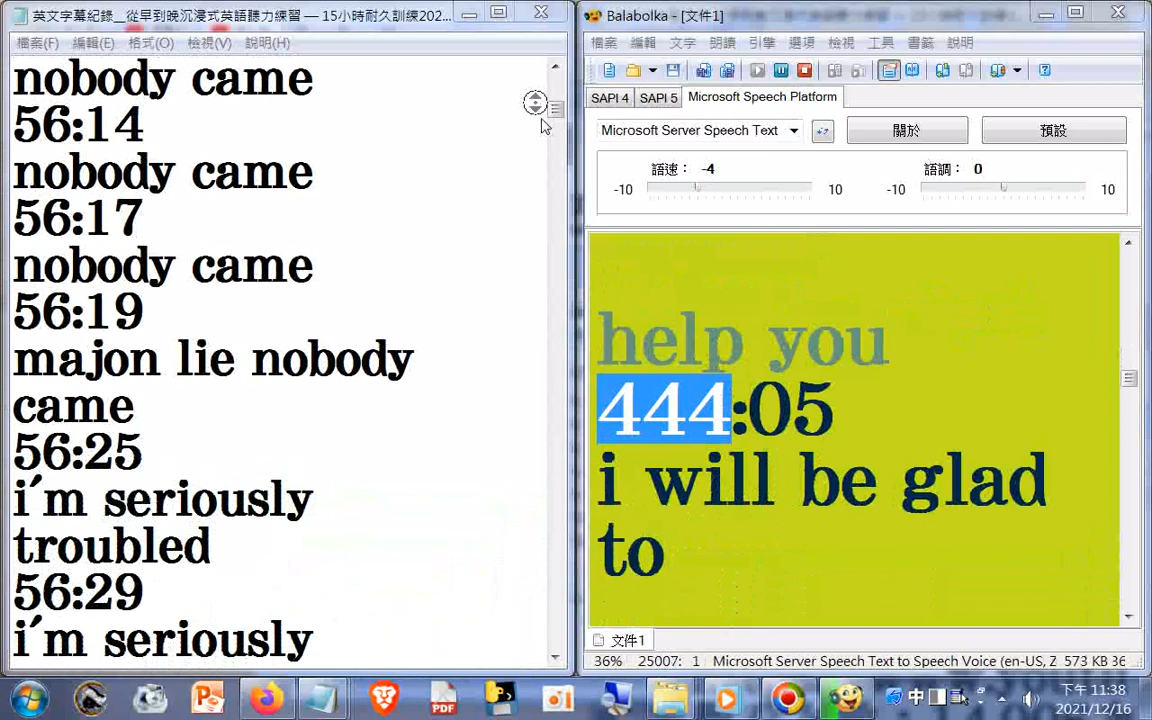 英文字幕紀錄__從早到晚沉浸式英語聽力練習 — 15小時耐久訓練202...
檔案(F) 編輯(E) 格式(O) 檢視(V) 說明(H)
nobody came
56:14
nobody came
56:17
nobody came
56:19
majon lie nobody
came
56:25
i´m seriously
troubled
56:29
i´m seriously
Balabolka - [文件1]
檔案 編輯 文字 朗讀 引擎 選項 檢視 工具 書籤 說明
SAPI 4 SAPI 5 Microsoft Speech Platform
Microsoft Server Speech Text 關於 預設
語速： -4 語調： 0
-10 10 -10 10
help you
444:05
i will be glad
to
文件1
36% 25007: 1 Microsoft Server Speech Text to Speech Voice (en-US, Z 573 KB 36
PDF 中 下午 11:38
2021/12/16